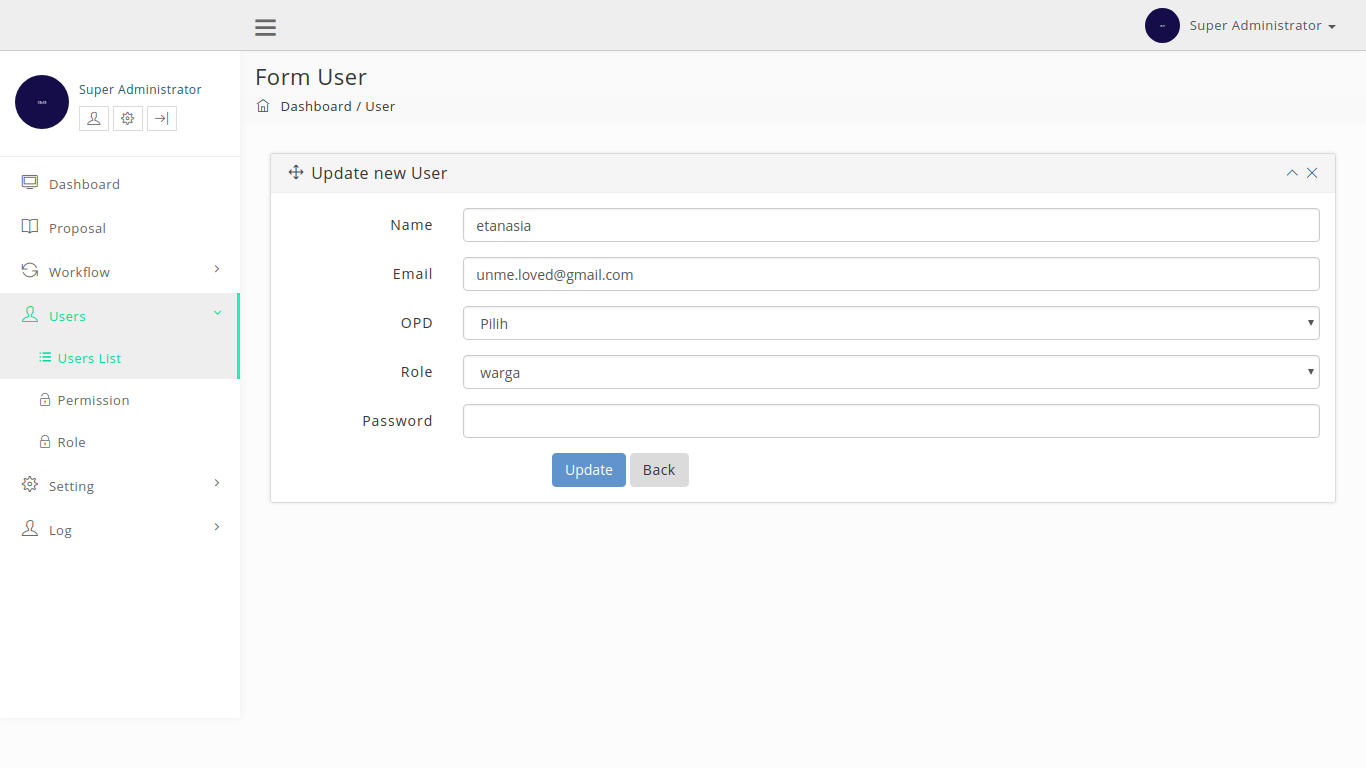 Super Administrator
Super Administrator
Form User
Dashboard / User
Dashboard
Proposal
Workflow
Users
Users List
Permission
Role
Setting
Log
Update new User
Name
etanasia
Email
unme.loved@gmail.com
OPD
Pilih
Role
warga
Password
Update
Back